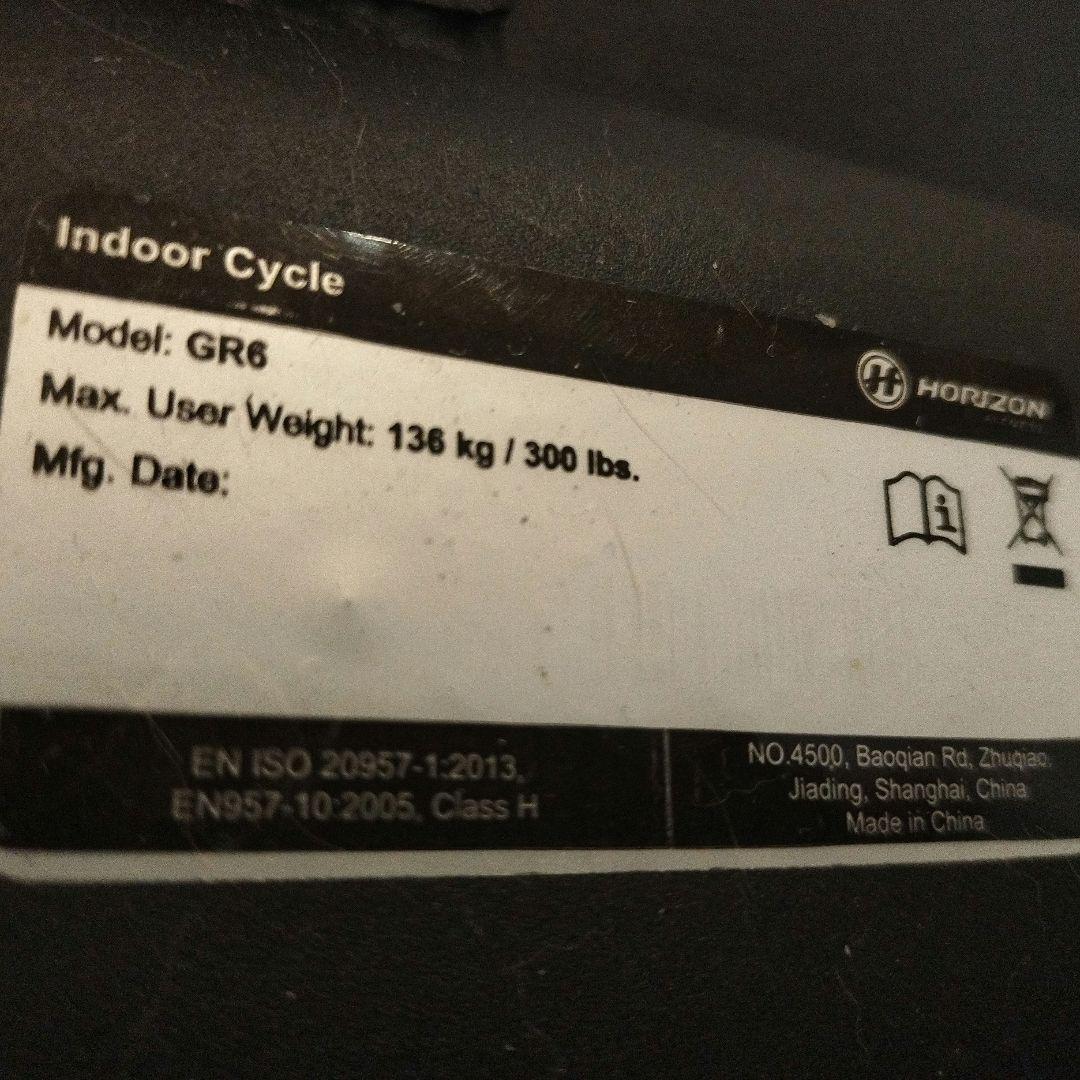 Indoor Cycle
HORIZON
Model: GR6
Max. User Weight: 136 kg / 300 lbs.
Mfg. Date:
EN ISO 20957-1:2013,
EN957-10:2005, Class H
NO.4500, Baoqian Rd, Zhuqiao,
Jiading, Shanghai, China
Made in China